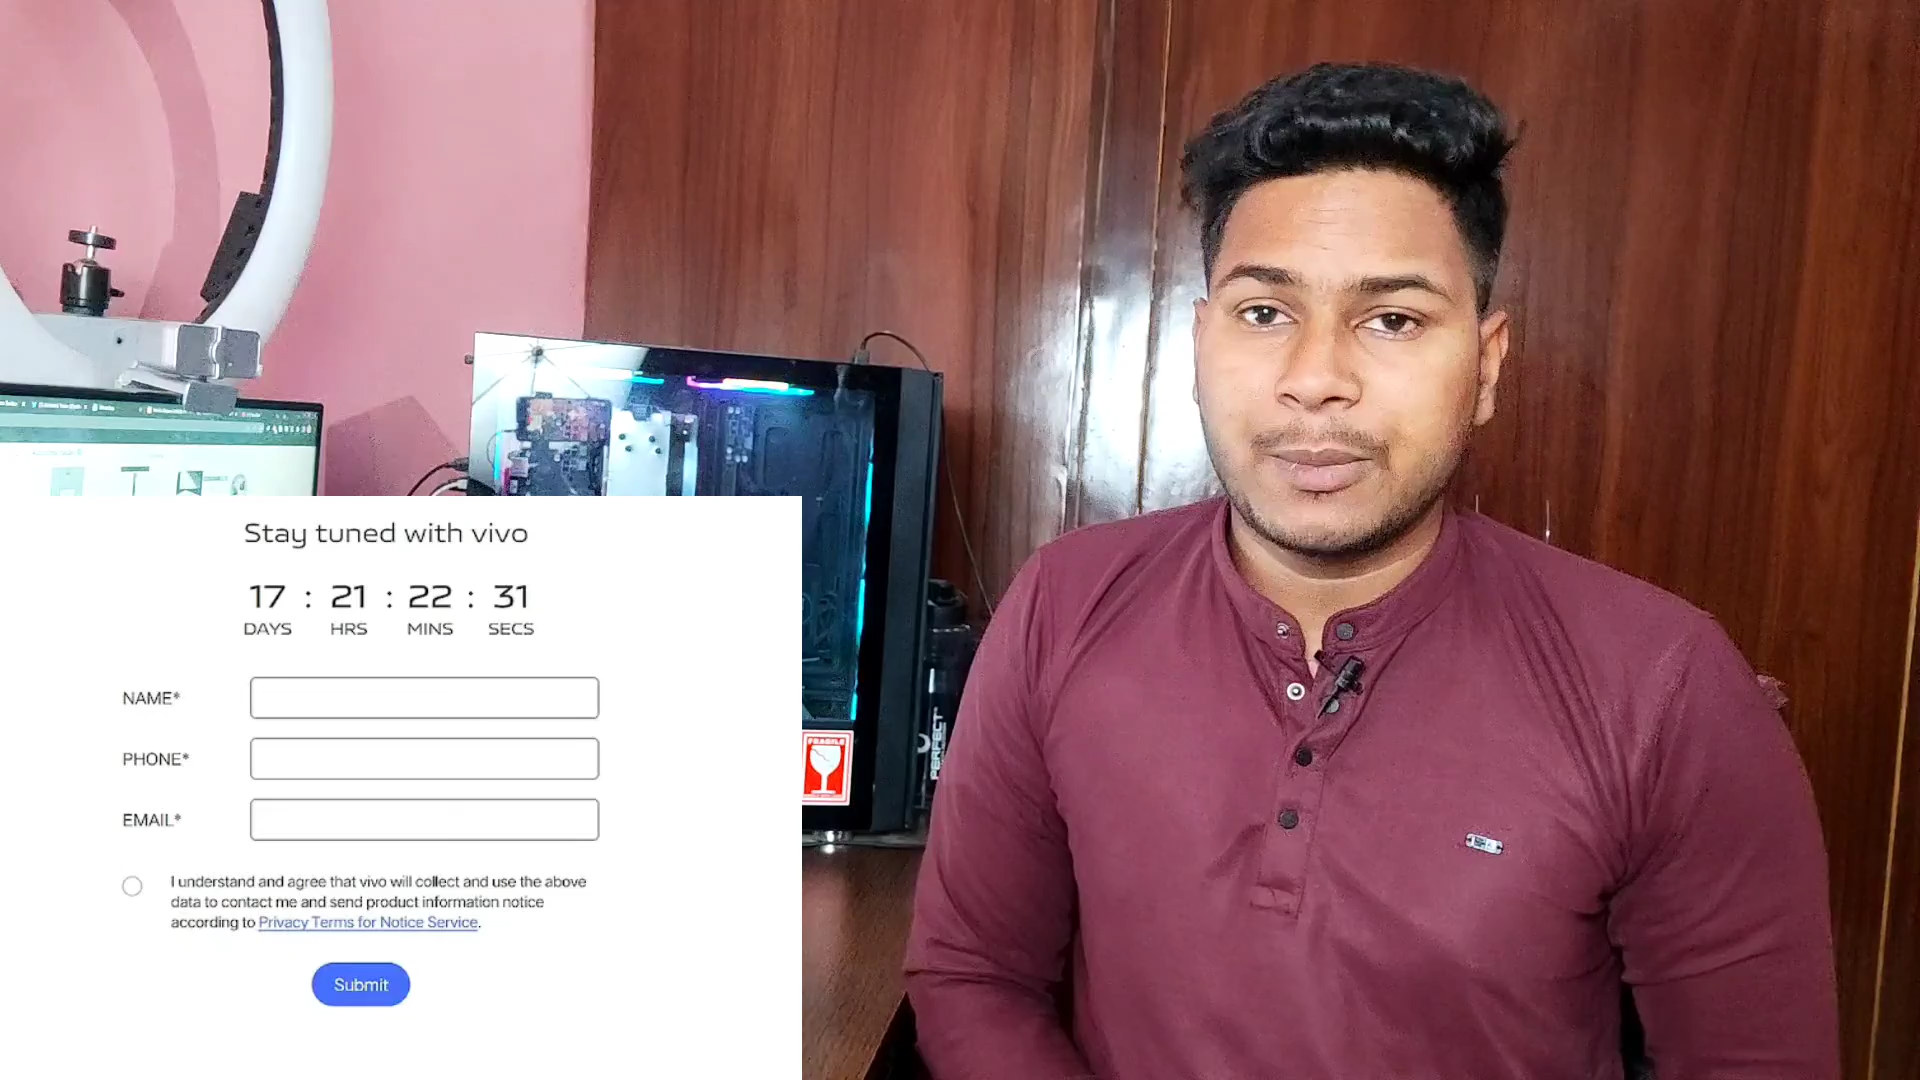 Stay tuned with vivo
17 : 21 : 22 : 31
DAYS HRS MINS SECS
NAME*
PHONE*
EMAIL*
I understand and agree that vivo will collect and use the above
data to contact me and send product information notice
according to Privacy Terms for Notice Service.
Submit
FRAGILE
PERFECT